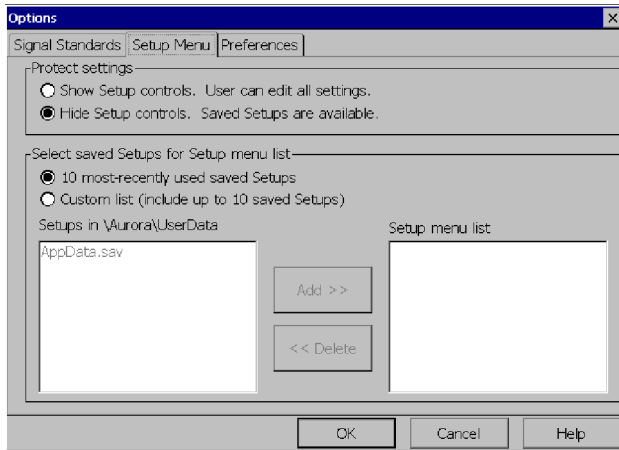 Options
Signal Standards Setup Menu Preferences
Protect settings
Show Setup controls. User can edit all settings.
Hide Setup controls. Saved Setups are available.
Select saved Setups for Setup menu list
10 most-recently used saved Setups
Custom list (include up to 10 saved Setups)
Setups in \Aurora\UserData
Setup menu list
AppData.sav
Add >>
<< Delete
OK Cancel Help